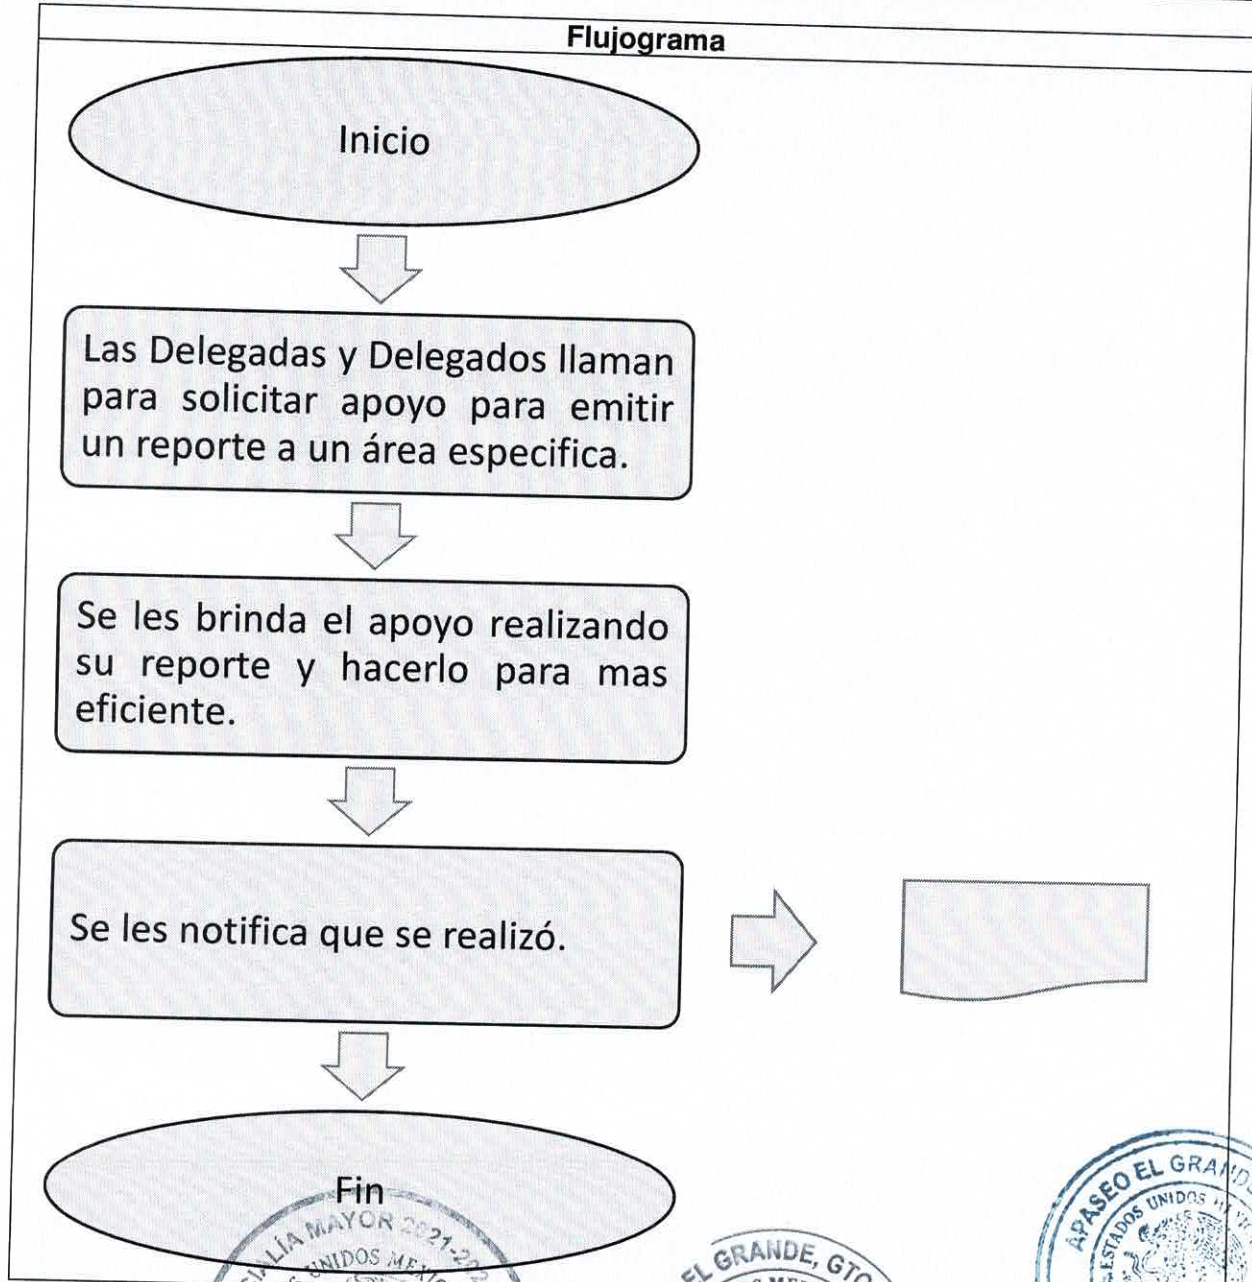 Flujograma
Inicio
Las Delegadas y Delegados llaman
para solicitar apoyo para emitir
un reporte a un área especifica.
Se les brinda el apoyo realizando
su reporte y hacerlo para mas
eficiente.
Se les notifica que se realizó.
Fin
MAYOR 2021-202
UNIDOS
EL GRANDE, GTO
APASEO EL GRANDE
ESTADOS UNIDOS